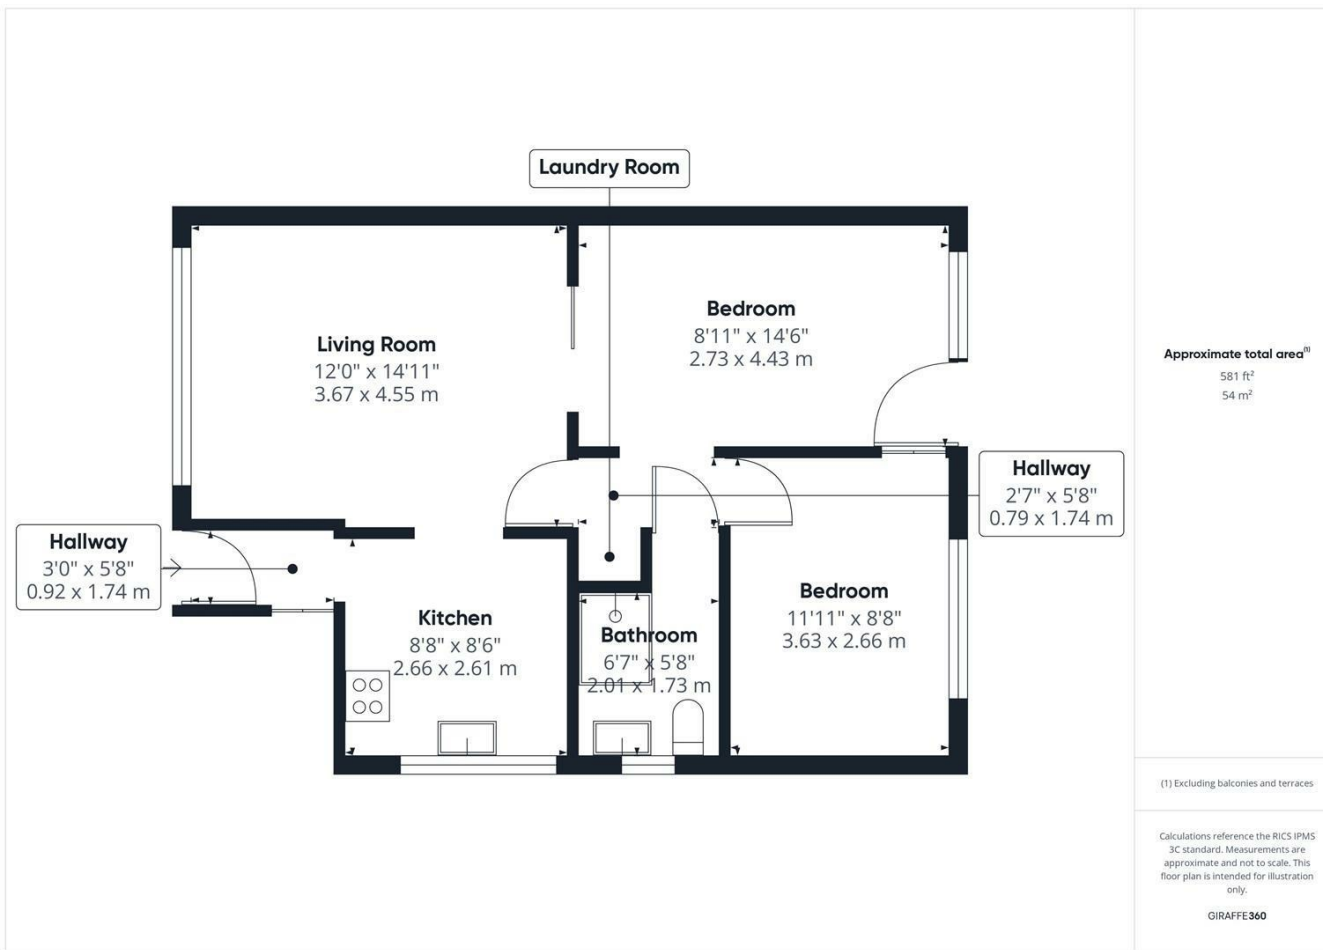 Laundry Room
Living Room
12'0" x 14'11"
3.67 x 4.55 m
Bedroom
8'11" x 14'6"
2.73 x 4.43 m
Hallway
2'7" x 5'8"
0.79 x 1.74 m
Hallway
3'0" x 5'8"
0.92 x 1.74 m
Kitchen
8'8" x 8'6"
2.66 x 2.61 m
Bathroom
6'7" x 5'8"
2.01 x 1.73 m
Bedroom
11'11" x 8'8"
3.63 x 2.66 m
Approximate total area(1)
581 ft²
54 m²
(1) Excluding balconies and terraces
Calculations reference the RICS IPMS
3C standard. Measurements are
approximate and not to scale. This
floor plan is intended for illustration
only.
GIRAFFE360